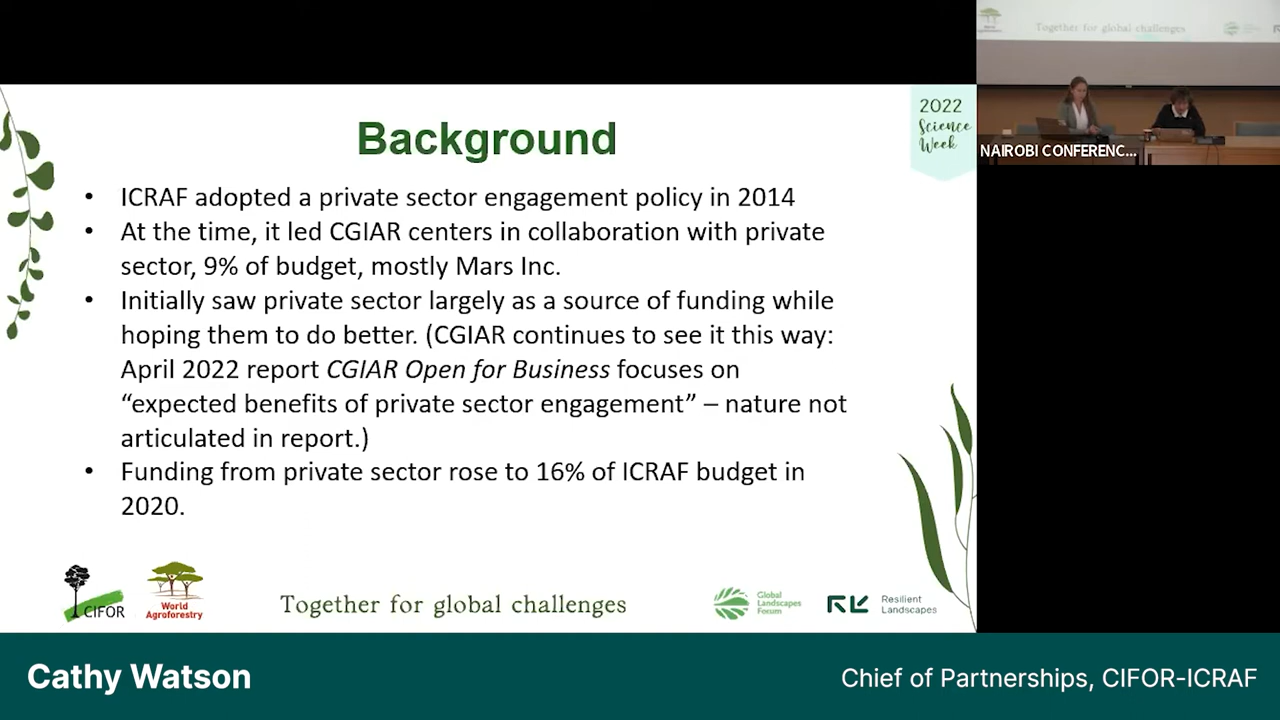 Together for global challenges
NAIROBI CONFERENC...
2022
Science
Week
Background
• ICRAF adopted a private sector engagement policy in 2014
• At the time, it led CGIAR centers in collaboration with private
sector, 9% of budget, mostly Mars Inc.
• Initially saw private sector largely as a source of funding while
hoping them to do better. (CGIAR continues to see it this way:
April 2022 report CGIAR Open for Business focuses on
“expected benefits of private sector engagement” – nature not
articulated in report.)
• Funding from private sector rose to 16% of ICRAF budget in
2020.
CIFOR
World
Agroforestry
Together for global challenges
Global
Landscapes
Forum
Resilient
Landscapes
Cathy Watson
Chief of Partnerships, CIFOR-ICRAF